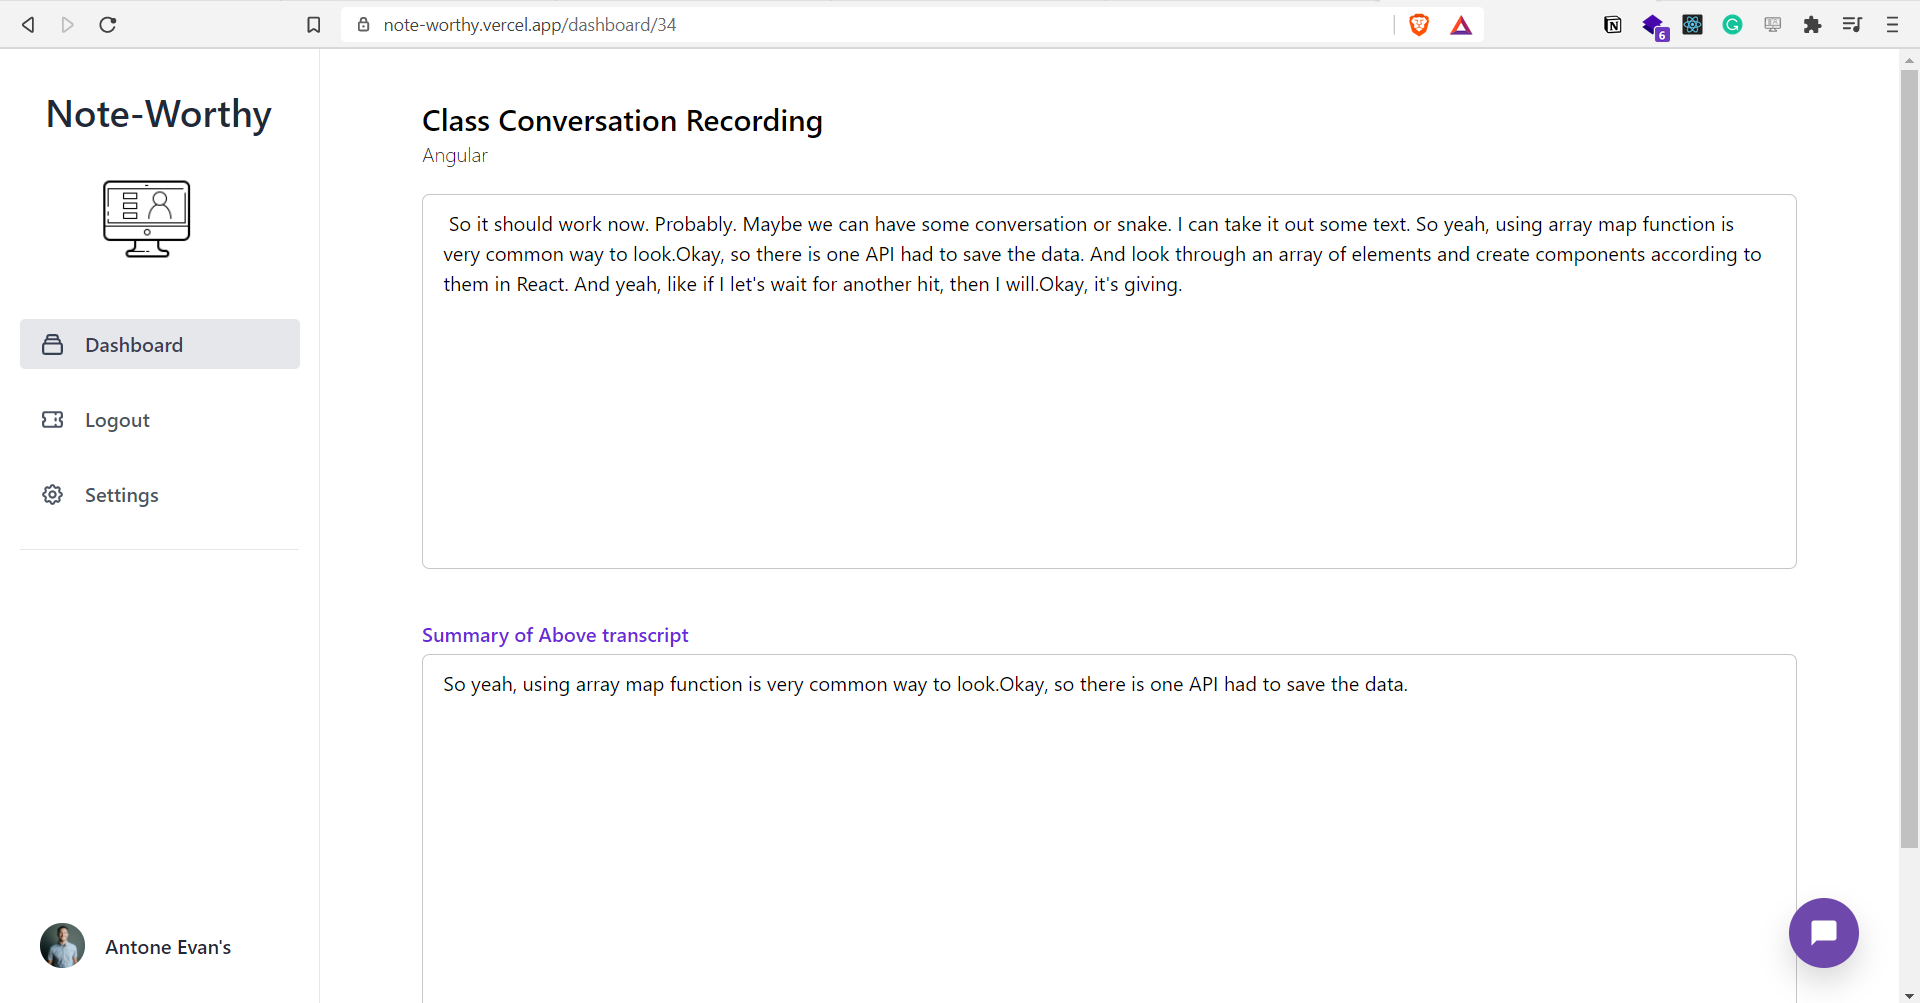 note-worthy.vercel.app/dashboard/34
6
Note-Worthy
Dashboard
Logout
Settings
Antone Evan's
Class Conversation Recording
Angular
So it should work now. Probably. Maybe we can have some conversation or snake. I can take it out some text. So yeah, using array map function is
very common way to look.Okay, so there is one API had to save the data. And look through an array of elements and create components according to
them in React. And yeah, like if I let's wait for another hit, then I will.Okay, it's giving.
Summary of Above transcript
So yeah, using array map function is very common way to look.Okay, so there is one API had to save the data.